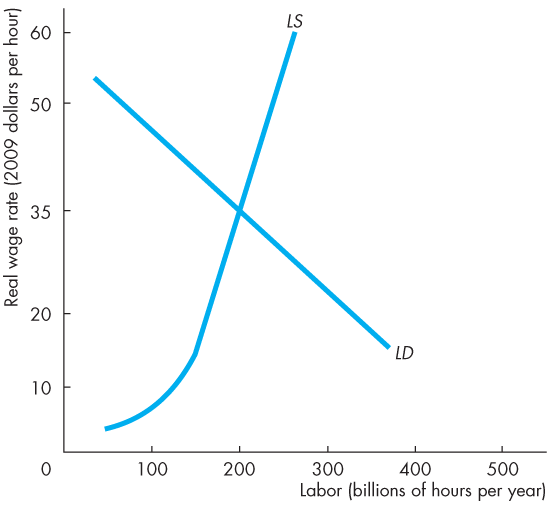 Real wage rate (2009 dollars per hour)
60
50
35
20
10
0
LS
LD
100
200
300
400
500
Labor (billions of hours per year)